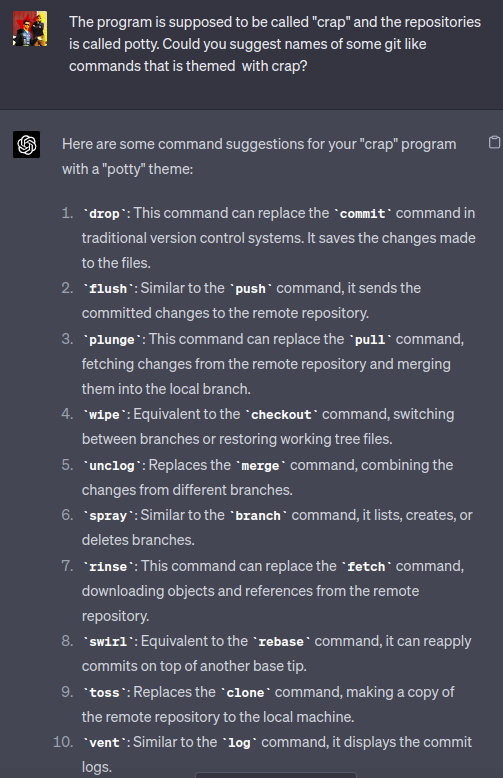 The program is supposed to be called "crap" and the repositories
is called potty. Could you suggest names of some git like
commands that is themed with crap?
Here are some command suggestions for your "crap" program
with a "potty" theme:
1. `drop`: This command can replace the `commit` command in
traditional version control systems. It saves the changes made
to the files.
2. `flush`: Similar to the `push` command, it sends the
committed changes to the remote repository.
3. `plunge`: This command can replace the `pull` command,
fetching changes from the remote repository and merging
them into the local branch.
4. `wipe`: Equivalent to the `checkout` command, switching
between branches or restoring working tree files.
5. `unclog`: Replaces the `merge` command, combining the
changes from different branches.
6. `spray`: Similar to the `branch` command, it lists, creates, or
deletes branches.
7. `rinse`: This command can replace the `fetch` command,
downloading objects and references from the remote
repository.
8. `swirl`: Equivalent to the `rebase` command, it can reapply
commits on top of another base tip.
9. `toss`: Replaces the `clone` command, making a copy of
the remote repository to the local machine.
10. `vent`: Similar to the `log` command, it displays the commit
logs.